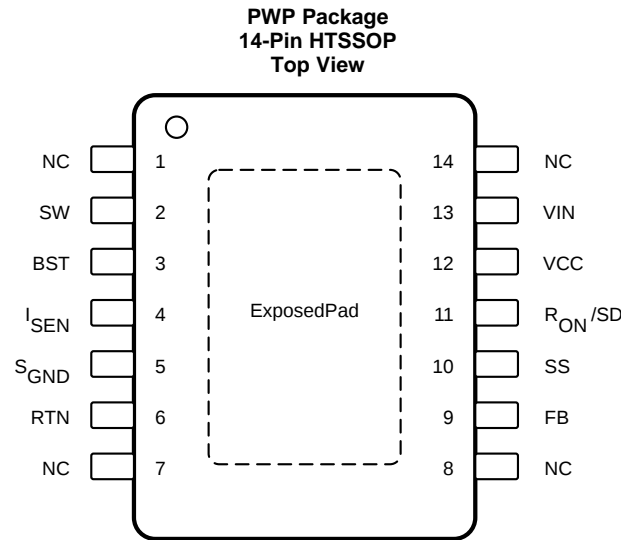 PWP Package
14-Pin HTSSOP
Top View
NC 1 14 NC
SW 2 13 VIN
BST 3 12 VCC
ISEN 4 ExposedPad 11 RON/SD
SGND 5 10 SS
RTN 6 9 FB
NC 7 8 NC